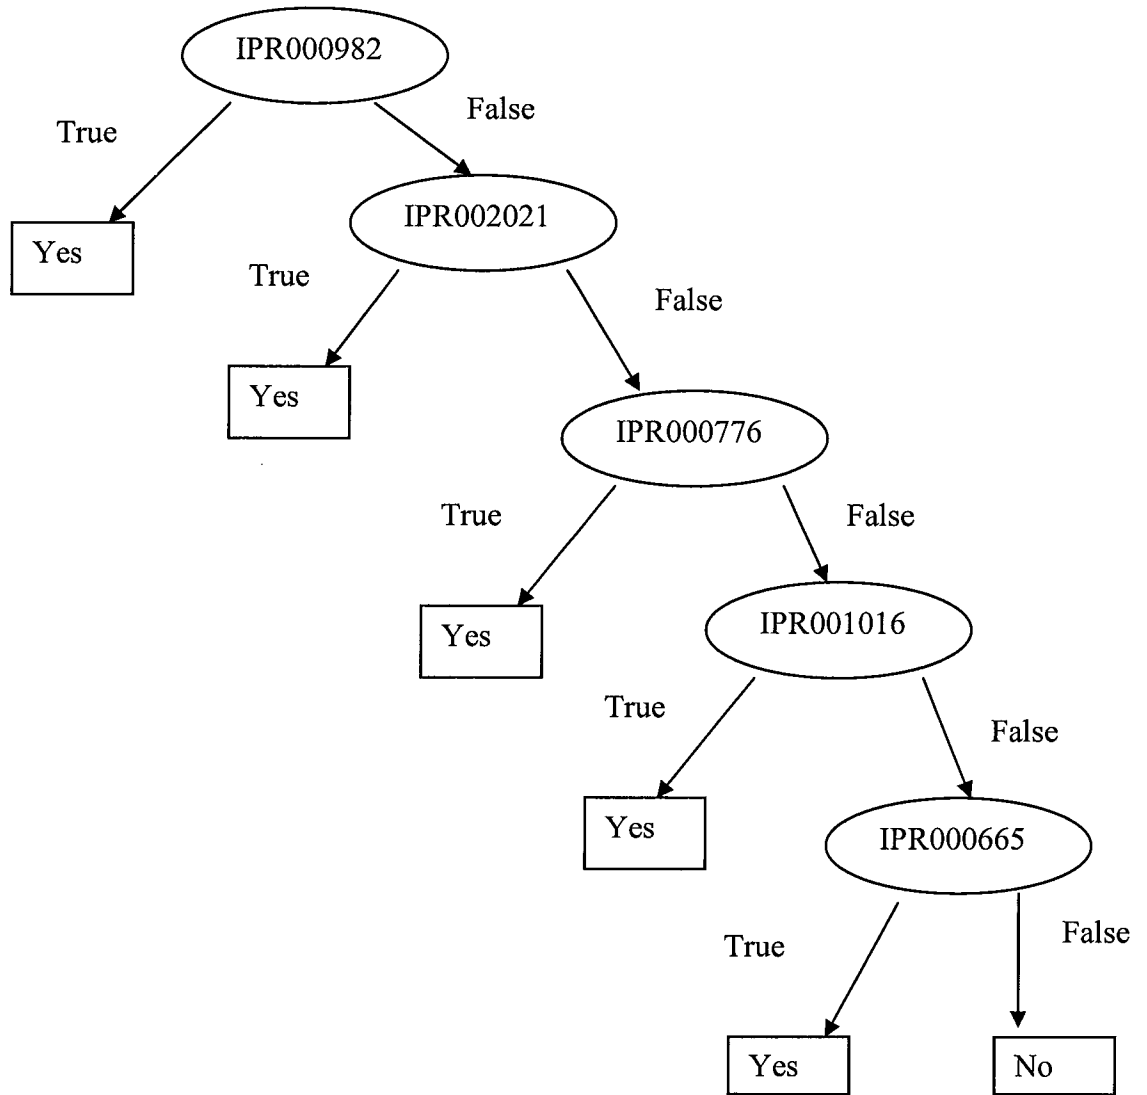 IPR000982
False
True
IPR002021
Yes
True
False
Yes
IPR000776
True
False
Yes
IPR001016
True
False
Yes
IPR000665
True
False
Yes
No